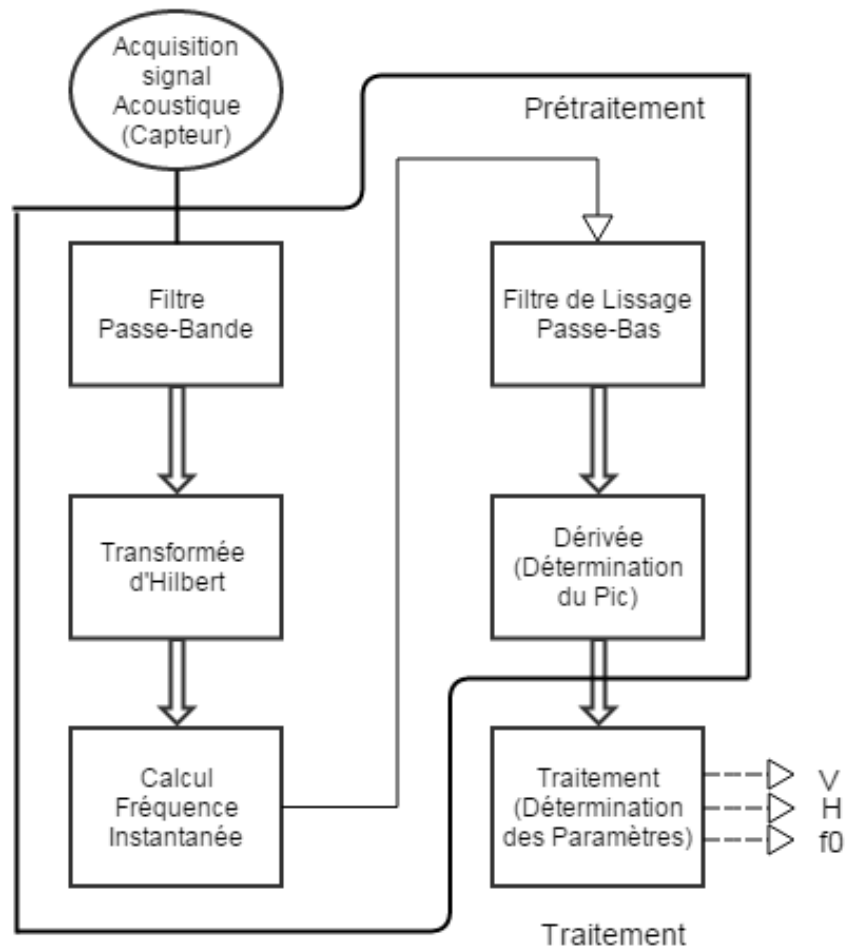 Acquisition
signal
Acoustique
(Capteur)
Prétraitement
Filtre
Passe-Bande
Transformée
d'Hilbert
Calcul
Fréquence
Instantanée
Filtre de Lissage
Passe-Bas
Dérivée
(Détermination
du Pic)
Traitement
(Détermination
des Paramètres)
V
H
f0
Traitement